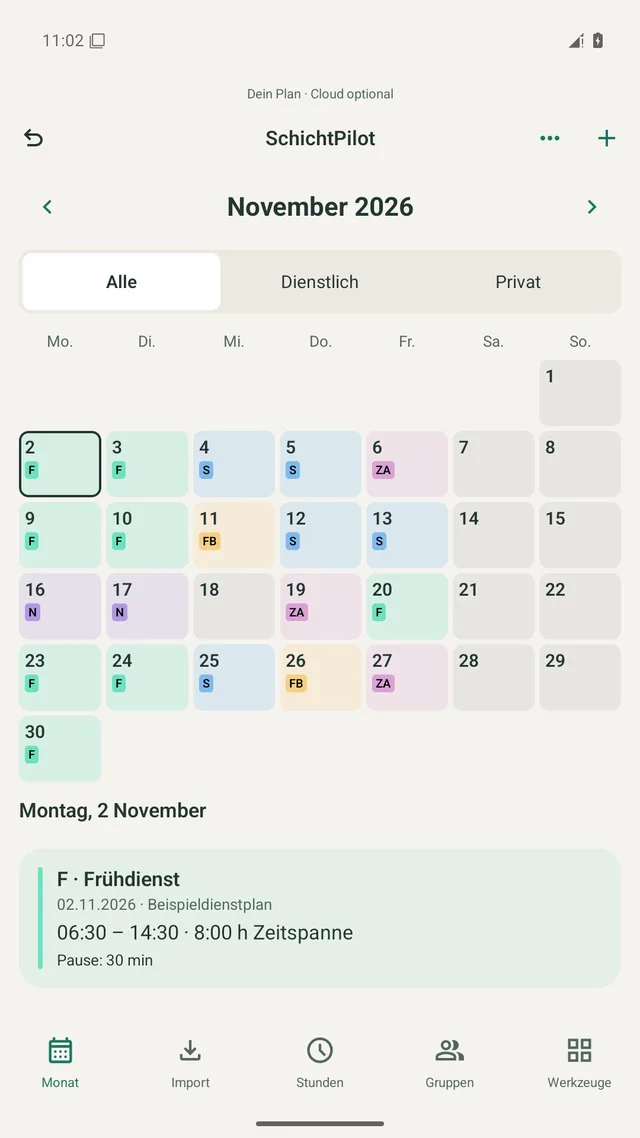 11:02
Dein Plan · Cloud optional
SchichtPilot
November 2026
Alle Dienstlich Privat
Mo. Di. Mi. Do. Fr. Sa. So.
1
2 3 4 5 6 7 8
F F S S ZA
9 10 11 12 13 14 15
F F FB S S
16 17 18 19 20 21 22
N N ZA F
23 24 25 26 27 28 29
F F S FB ZA
30
F
Montag, 2 November
F · Frühdienst
02.11.2026 · Beispieldienstplan
06:30 – 14:30 · 8:00 h Zeitspanne
Pause: 30 min
Monat Import Stunden Gruppen Werkzeuge